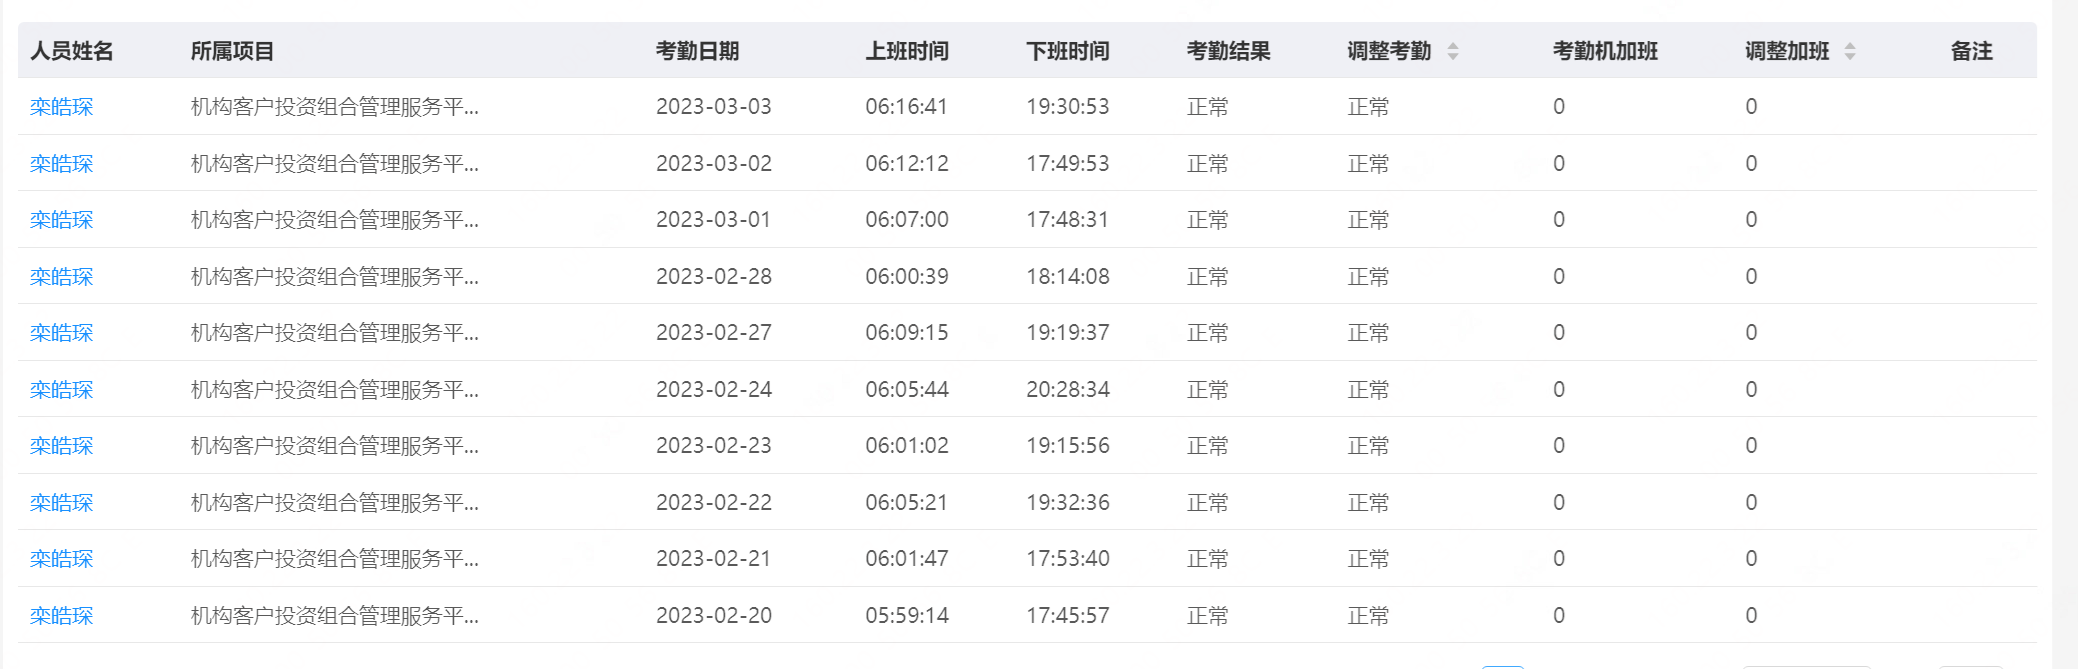 人员姓名 所属项目 考勤日期 上班时间 下班时间 考勤结果 调整考勤 考勤机加班 调整加班 备注
栾皓琛 机构客户投资组合管理服务平... 2023-03-03 06:16:41 19:30:53 正常 正常 0 0
栾皓琛 机构客户投资组合管理服务平... 2023-03-02 06:12:12 17:49:53 正常 正常 0 0
栾皓琛 机构客户投资组合管理服务平... 2023-03-01 06:07:00 17:48:31 正常 正常 0 0
栾皓琛 机构客户投资组合管理服务平... 2023-02-28 06:00:39 18:14:08 正常 正常 0 0
栾皓琛 机构客户投资组合管理服务平... 2023-02-27 06:09:15 19:19:37 正常 正常 0 0
栾皓琛 机构客户投资组合管理服务平... 2023-02-24 06:05:44 20:28:34 正常 正常 0 0
栾皓琛 机构客户投资组合管理服务平... 2023-02-23 06:01:02 19:15:56 正常 正常 0 0
栾皓琛 机构客户投资组合管理服务平... 2023-02-22 06:05:21 19:32:36 正常 正常 0 0
栾皓琛 机构客户投资组合管理服务平... 2023-02-21 06:01:47 17:53:40 正常 正常 0 0
栾皓琛 机构客户投资组合管理服务平... 2023-02-20 05:59:14 17:45:57 正常 正常 0 0